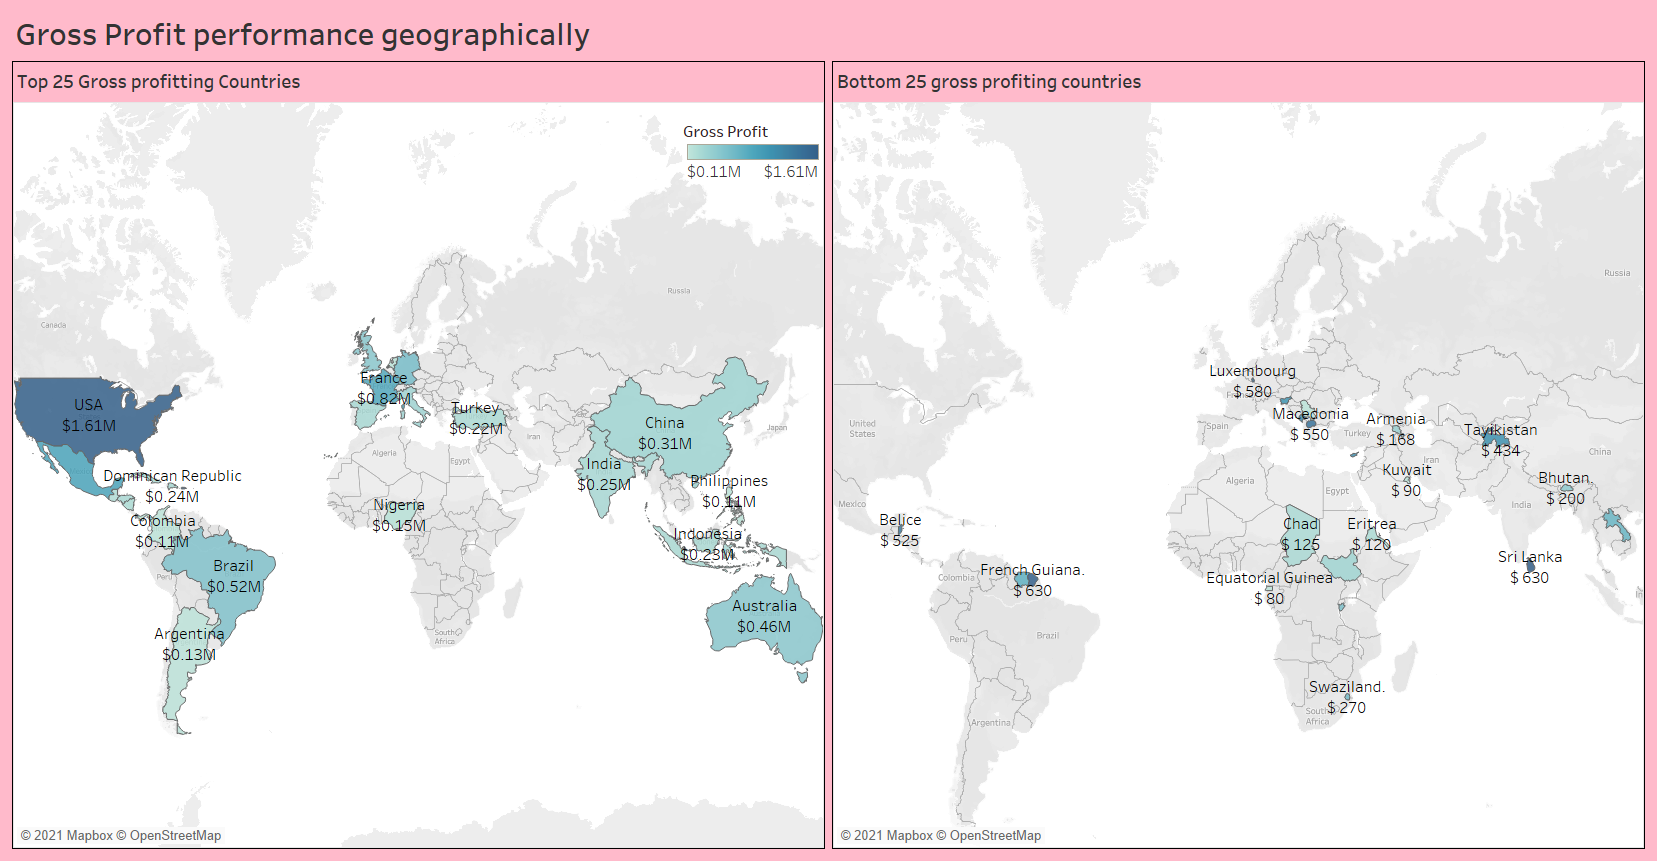 Gross Profit performance geographically
Top 25 Gross profitting Countries
Gross Profit
$0.11M $1.61M
Russia
Canada
France
$0.82M
USA
$1.61M
Turkey
$0.22M
China
$0.31M
Japan
Iran
Algeria
Egypt
India
$0.25M
Dominican Republic
$0.24M
Philippines
$0.11M
Nigeria
$0.15M
Colombia
$0.11M
Indonesia
$0.23M
Peru
Brazil
$0.52M
Australia
$0.46M
Argentina
$0.13M
South
Africa
© 2021 Mapbox © OpenStreetMap
Bottom 25 gross profiting countries
Russia
Luxembourg
$ 580
France
Macedonia
$ 550
Armenia
$ 168
Tayikistan
$ 434
United
States
Spain
Turkey
Iran
China
Kuwait
$ 90
Bhutan.
$ 200
Algeria
Egypt
India
Mexico
Belice
$ 525
Chad
$ 125
Eritrea
$ 120
Sri Lanka
$ 630
French Guiana.
$ 630
Colombia
Equatorial Guinea
$ 80
Peru
Brazil
Swaziland.
$ 270
South
Africa
Argentina
© 2021 Mapbox © OpenStreetMap